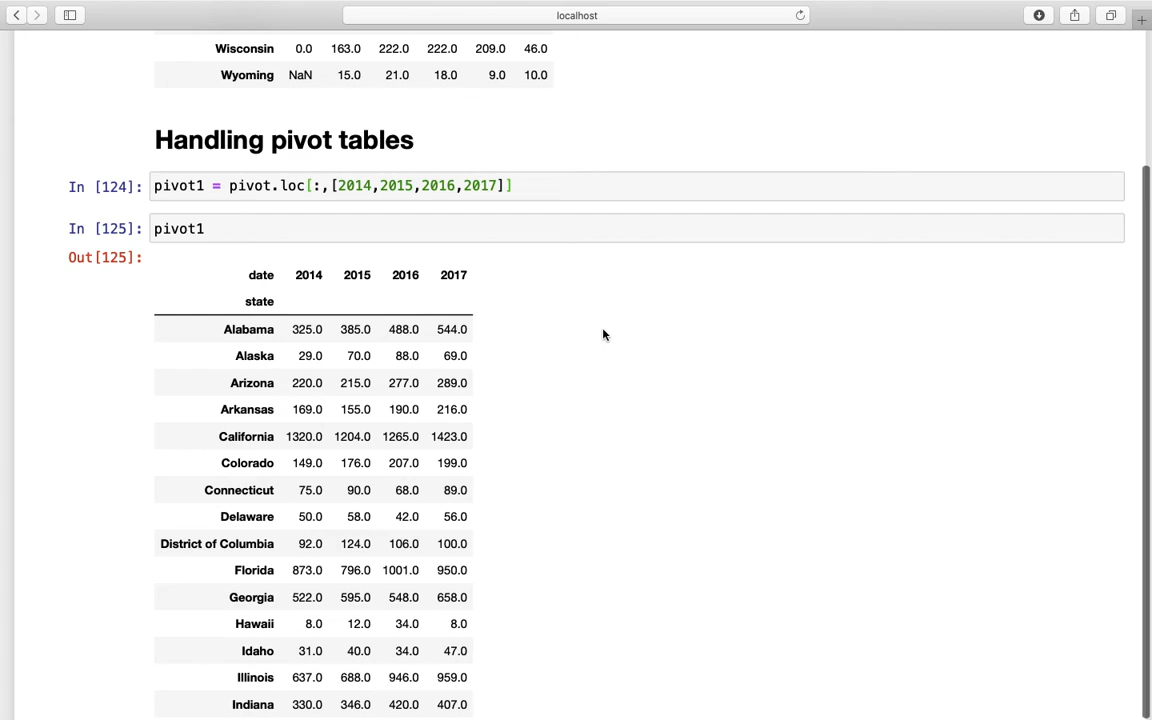 localhost
Wisconsin 0.0 163.0 222.0 222.0 209.0 46.0
Wyoming NaN 15.0 21.0 18.0 9.0 10.0
Handling pivot tables
In [124]: pivot1 = pivot.loc[:,[2014,2015,2016,2017]]
In [125]: pivot1
Out[125]:
date 2014 2015 2016 2017
state
Alabama 325.0 385.0 488.0 544.0
Alaska 29.0 70.0 88.0 69.0
Arizona 220.0 215.0 277.0 289.0
Arkansas 169.0 155.0 190.0 216.0
California 1320.0 1204.0 1265.0 1423.0
Colorado 149.0 176.0 207.0 199.0
Connecticut 75.0 90.0 68.0 89.0
Delaware 50.0 58.0 42.0 56.0
District of Columbia 92.0 124.0 106.0 100.0
Florida 873.0 796.0 1001.0 950.0
Georgia 522.0 595.0 548.0 658.0
Hawaii 8.0 12.0 34.0 8.0
Idaho 31.0 40.0 34.0 47.0
Illinois 637.0 688.0 946.0 959.0
Indiana 330.0 346.0 420.0 407.0